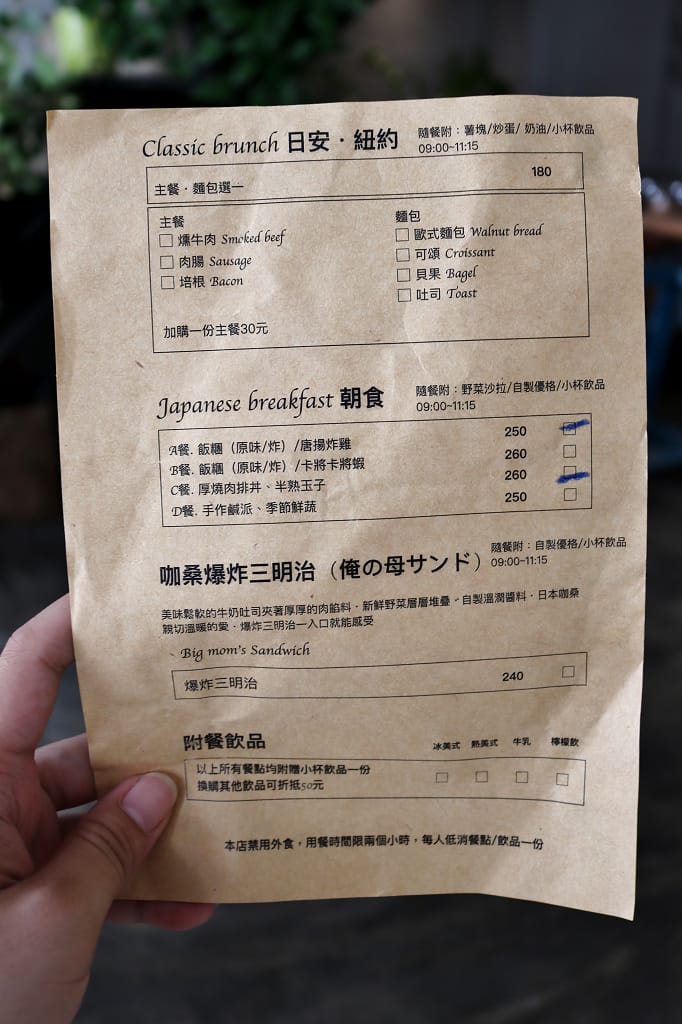 Classic brunch 日安·紐約
隨餐附：薯塊/炒蛋/ 奶油/小杯飲品
09:00~11:15
主餐·麵包選一 180
主餐
燻牛肉 Smoked beef
肉腸 Sausage
培根 Bacon
加購一份主餐30元
麵包
歐式麵包 Walnut bread
可頌 Croissant
貝果 Bagel
吐司 Toast
Japanese breakfast 朝食
隨餐附：野菜沙拉/自製優格/小杯飲品
09:00~11:15
A餐. 飯糰（原味/炸）/唐揚炸雞 250
B餐. 飯糰（原味/炸）/卡將卡將蝦 260
C餐. 厚燒肉排丼、半熟玉子 260
D餐. 手作鹹派、季節鮮蔬 250
咖桑爆炸三明治（俺の母サンド）
隨餐附：自製優格/小杯飲品
09:00~11:15
美味鬆軟的牛奶吐司夾著厚厚的肉餡料·新鮮野菜層層堆疊·自製溫潤醬料·日本咖桑
親切溫暖的愛·爆炸三明治一入口就能感受
Big mom's Sandwich
爆炸三明治 240
附餐飲品
冰美式 熱美式 牛乳 檸檬飲
以上所有餐點均附贈小杯飲品一份
換購其他飲品可折抵50元
本店禁用外食，用餐時間限兩個小時，每人低消餐點/飲品一份